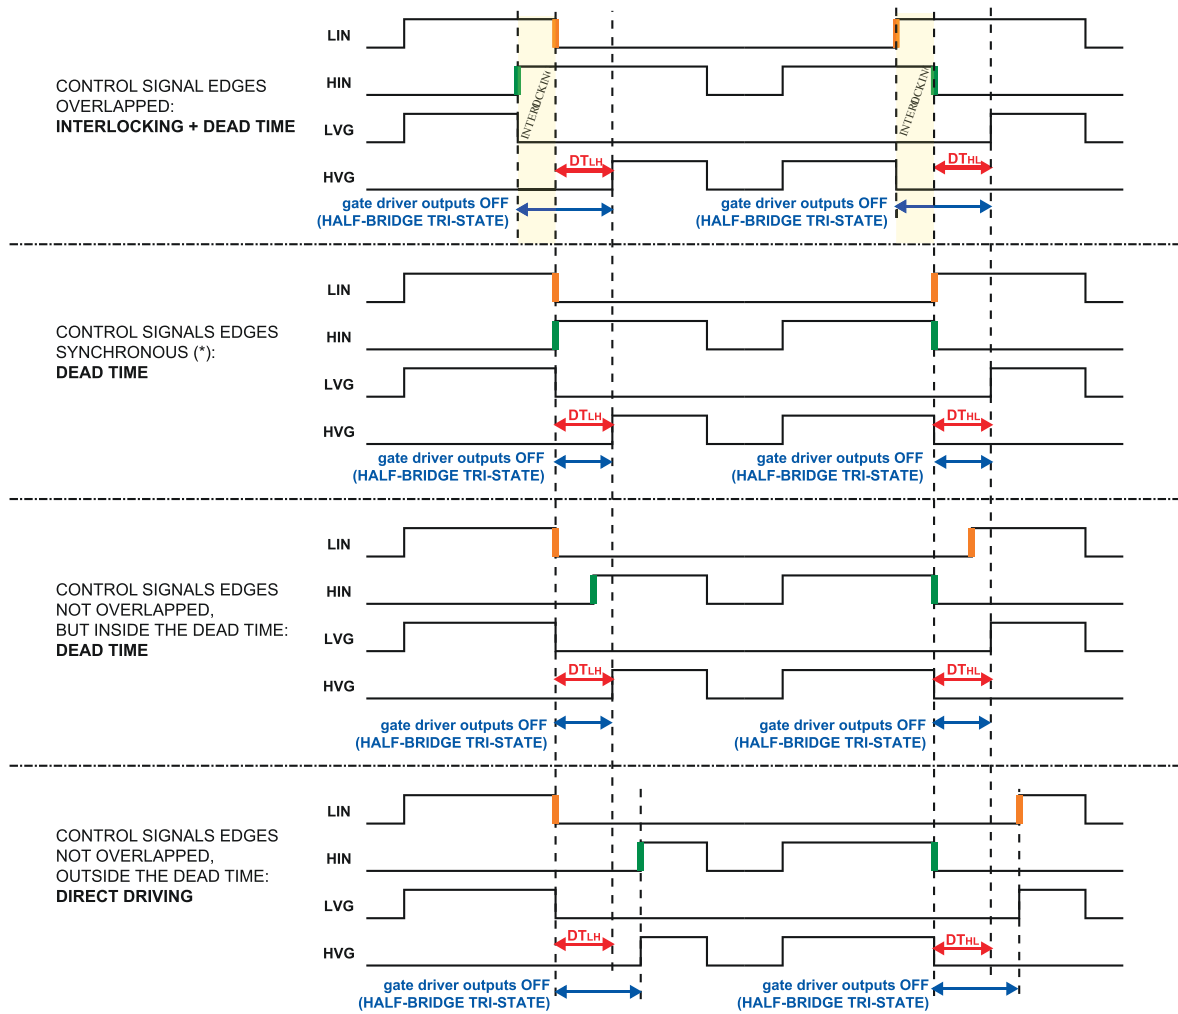 LIN
HIN
CONTROL SIGNAL EDGES
OVERLAPPED:
INTERLOCKING + DEAD TIME
INTERLOCKING
INTERLOCKING
LVG
DTLH
DTHL
HVG
gate driver outputs OFF
(HALF-BRIDGE TRI-STATE)
gate driver outputs OFF
(HALF-BRIDGE TRI-STATE)
LIN
CONTROL SIGNALS EDGES
SYNCHRONOUS (*):
DEAD TIME
HIN
LVG
DTLH
DTHL
HVG
gate driver outputs OFF
(HALF-BRIDGE TRI-STATE)
gate driver outputs OFF
(HALF-BRIDGE TRI-STATE)
LIN
CONTROL SIGNALS EDGES
NOT OVERLAPPED,
BUT INSIDE THE DEAD TIME:
DEAD TIME
HIN
LVG
DTLH
DTHL
HVG
gate driver outputs OFF
(HALF-BRIDGE TRI-STATE)
gate driver outputs OFF
(HALF-BRIDGE TRI-STATE)
LIN
CONTROL SIGNALS EDGES
NOT OVERLAPPED,
OUTSIDE THE DEAD TIME:
DIRECT DRIVING
HIN
LVG
DTLH
DTHL
HVG
gate driver outputs OFF
(HALF-BRIDGE TRI-STATE)
gate driver outputs OFF
(HALF-BRIDGE TRI-STATE)